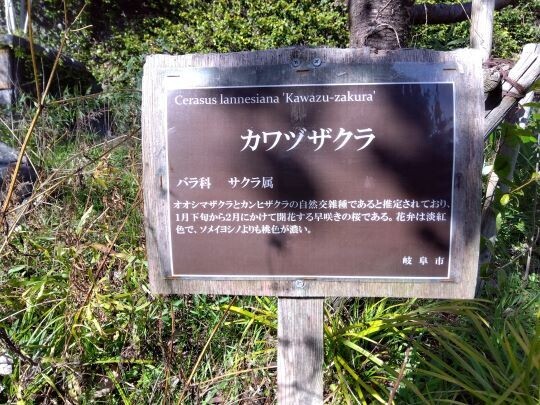 Cerasus lannesiana 'Kawazu-zakura'
カワヅザクラ
バラ科 サクラ属
オオシマザクラとカンヒザクラの自然交雑種であると推定されており、
1月下旬から2月にかけて開花する早咲きの桜である。花弁は淡紅
色で、ソメイヨシノよりも桃色が濃い。
岐阜市